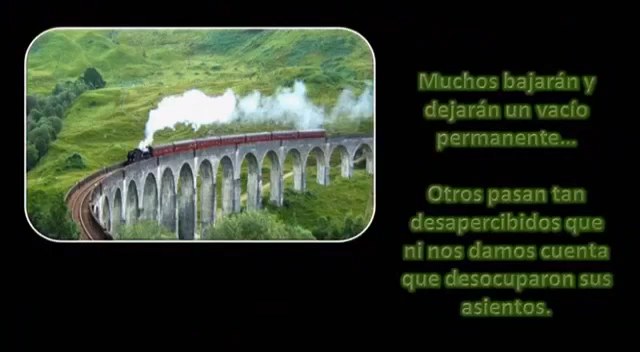 Muchos bajarán y
dejarán un vacío
permanente...
Otros pasan tan
desapercibidos que
ni nos damos cuenta
que desocuparon sus
asientos.